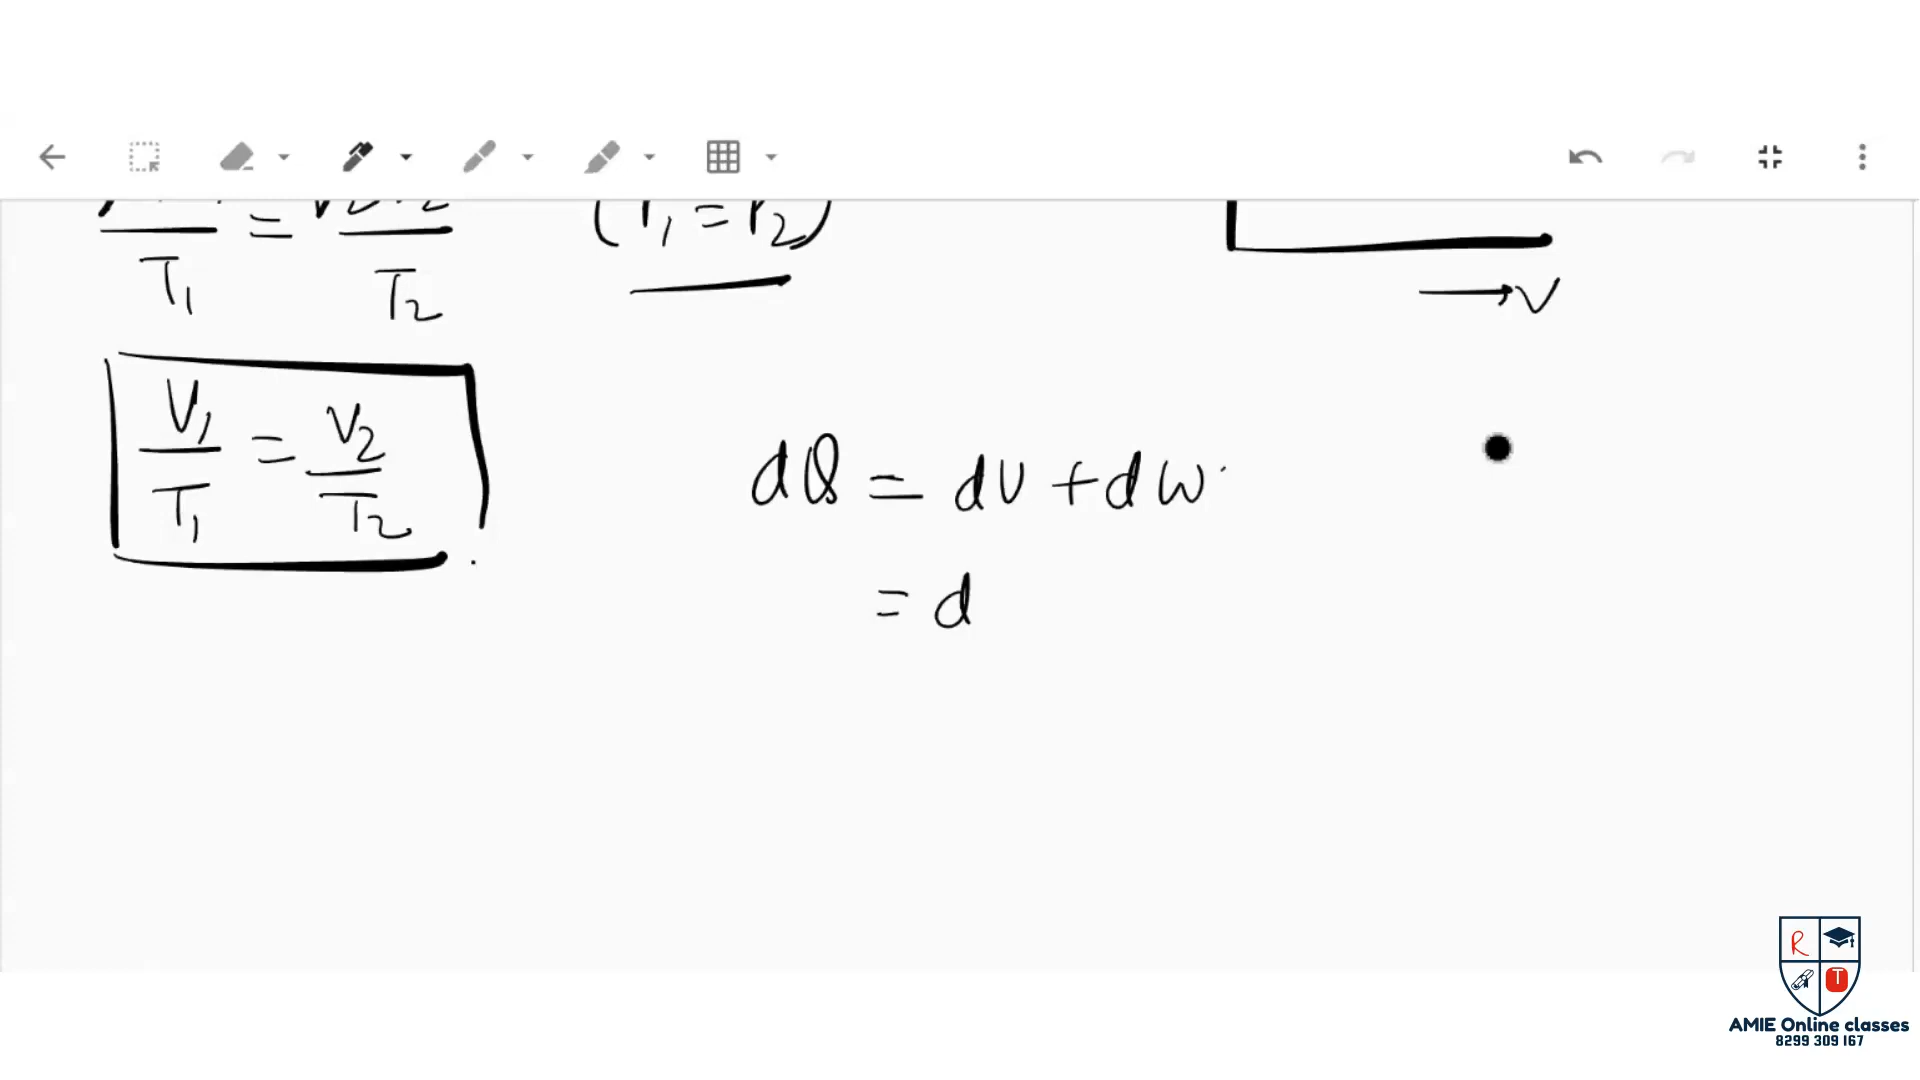 T₁ = T₂ (P₁ = P₂)
→ V
V₁/T₁ = V₂/T₂
dQ = dU + dW
= d
R
T
AMIE Online classes
8299 309 167